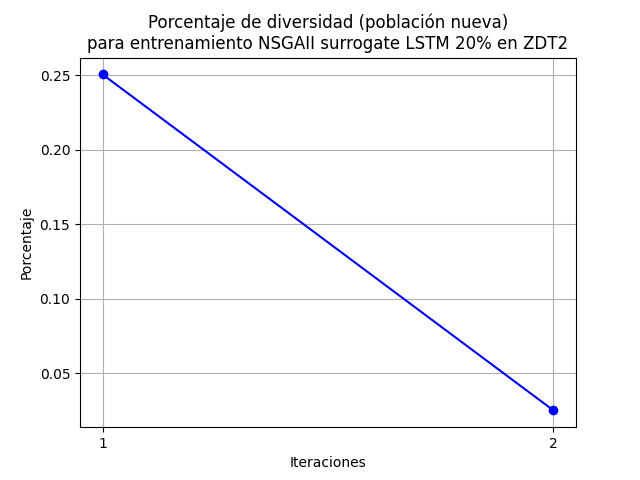 Porcentaje de diversidad (población nueva)
para entrenamiento NSGAII surrogate LSTM 20% en ZDT2
0.25
0.20
0.15
0.10
0.05
Porcentaje
1
2
Iteraciones